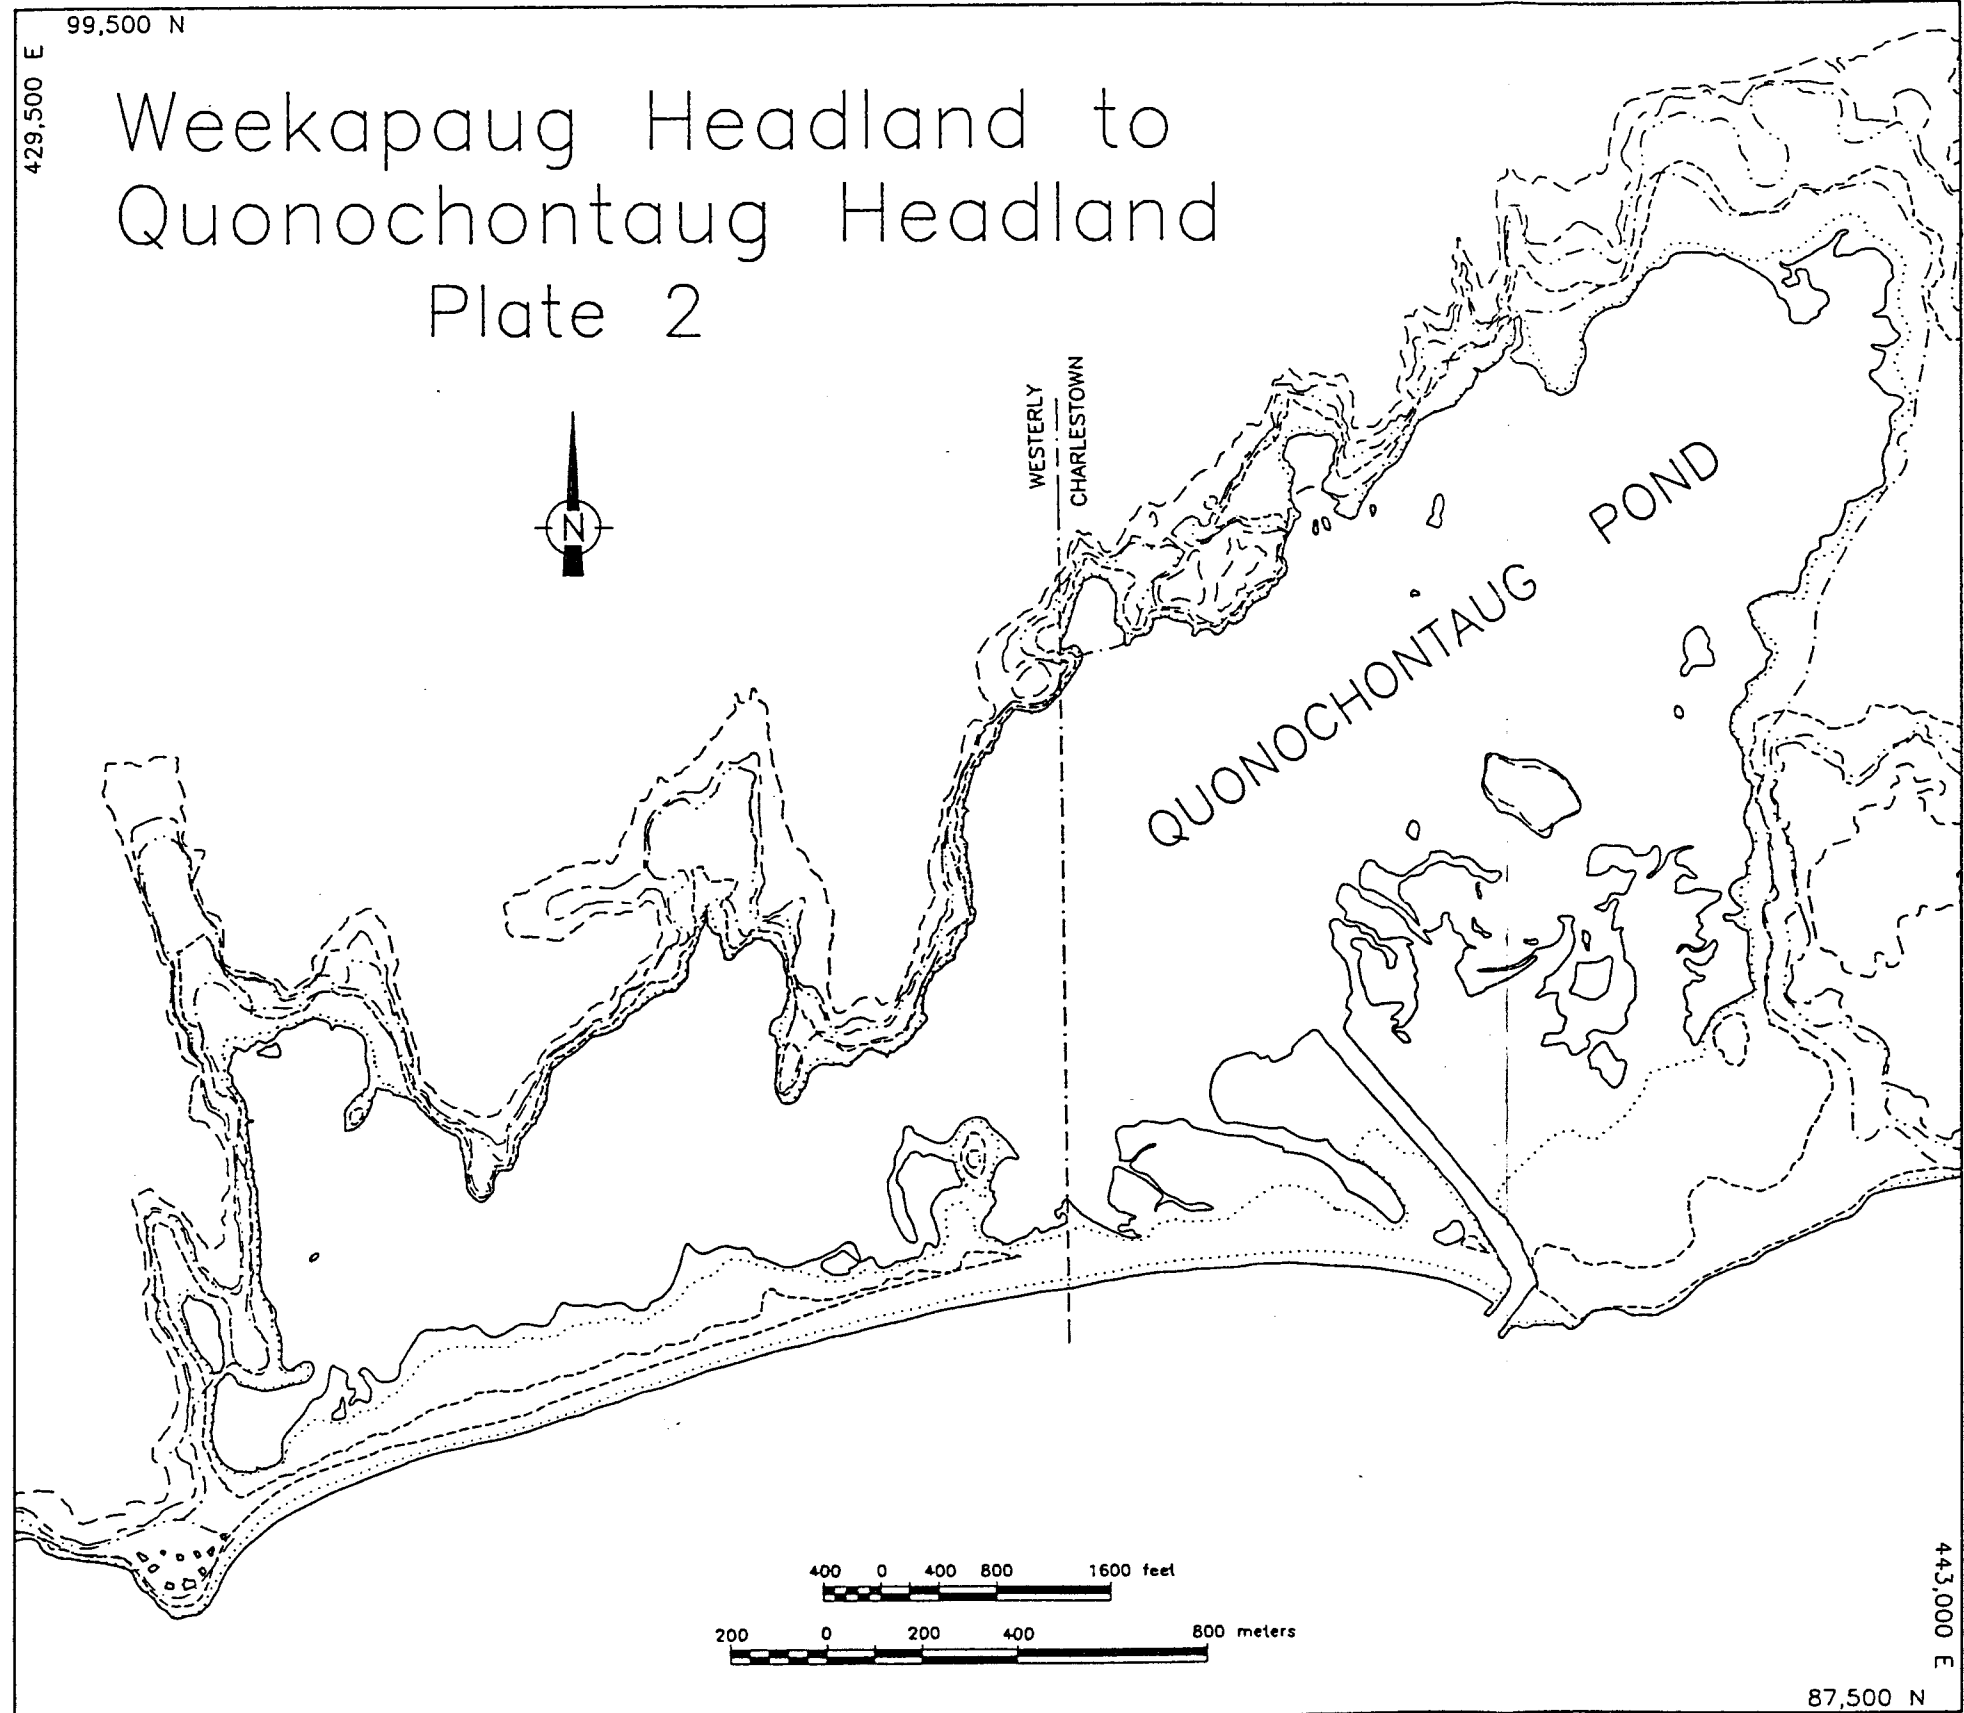 99,500 N
429,500 E
Weekapaug Headland to
Quonochontaug Headland
Plate 2
N
WESTERLY
CHARLESTOWN
QUONOCHONTAUG POND
400 0 400 800 1600 feet
200 0 200 400 800 meters
443,000 E
87,500 N